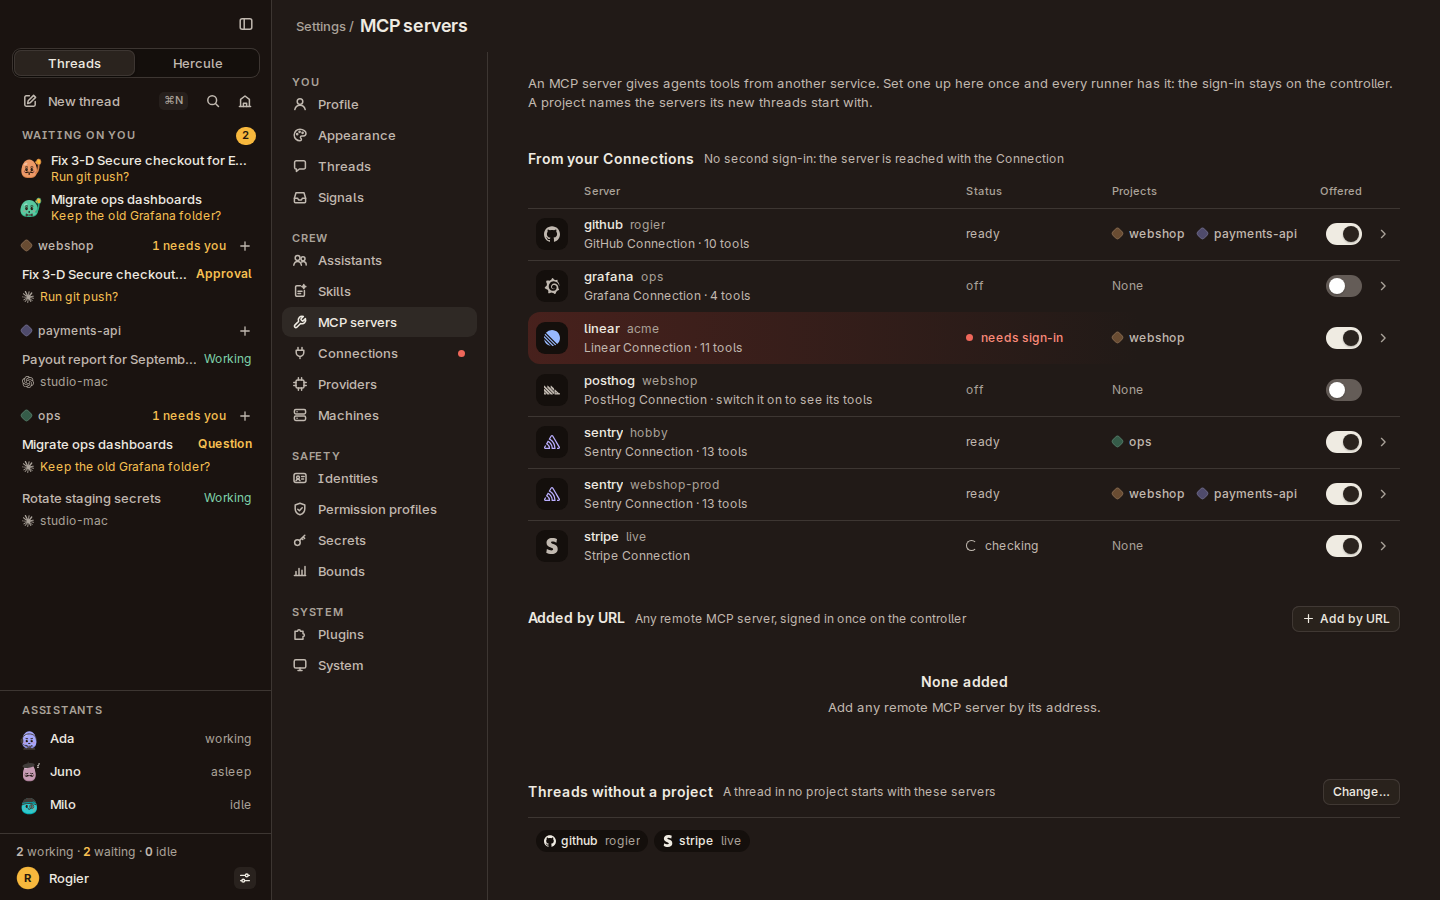 Threads
Hercule
New thread
⌘N
WAITING ON YOU
2
Fix 3-D Secure checkout for E...
Run git push?
Migrate ops dashboards
Keep the old Grafana folder?
webshop
1 needs you
Fix 3-D Secure checkout...
Approval
Run git push?
payments-api
Payout report for Septemb...
Working
studio-mac
ops
1 needs you
Migrate ops dashboards
Question
Keep the old Grafana folder?
Rotate staging secrets
Working
studio-mac
ASSISTANTS
Ada
working
Juno
asleep
Milo
idle
2 working · 2 waiting · 0 idle
R
Rogier
Settings / MCP servers
YOU
Profile
Appearance
Threads
Signals
CREW
Assistants
Skills
MCP servers
Connections
Providers
Machines
SAFETY
Identities
Permission profiles
Secrets
Bounds
SYSTEM
Plugins
System
An MCP server gives agents tools from another service. Set one up here once and every runner has it: the sign-in stays on the controller.
A project names the servers its new threads start with.
From your Connections
No second sign-in: the server is reached with the Connection
Server
Status
Projects
Offered
github rogier
GitHub Connection · 10 tools
ready
webshop
payments-api
grafana ops
Grafana Connection · 4 tools
off
None
linear acme
Linear Connection · 11 tools
needs sign-in
webshop
posthog webshop
PostHog Connection · switch it on to see its tools
off
None
sentry hobby
Sentry Connection · 13 tools
ready
ops
sentry webshop-prod
Sentry Connection · 13 tools
ready
webshop
payments-api
stripe live
Stripe Connection
checking
None
Added by URL
Any remote MCP server, signed in once on the controller
Add by URL
None added
Add any remote MCP server by its address.
Threads without a project
A thread in no project starts with these servers
Change...
github rogier
stripe live